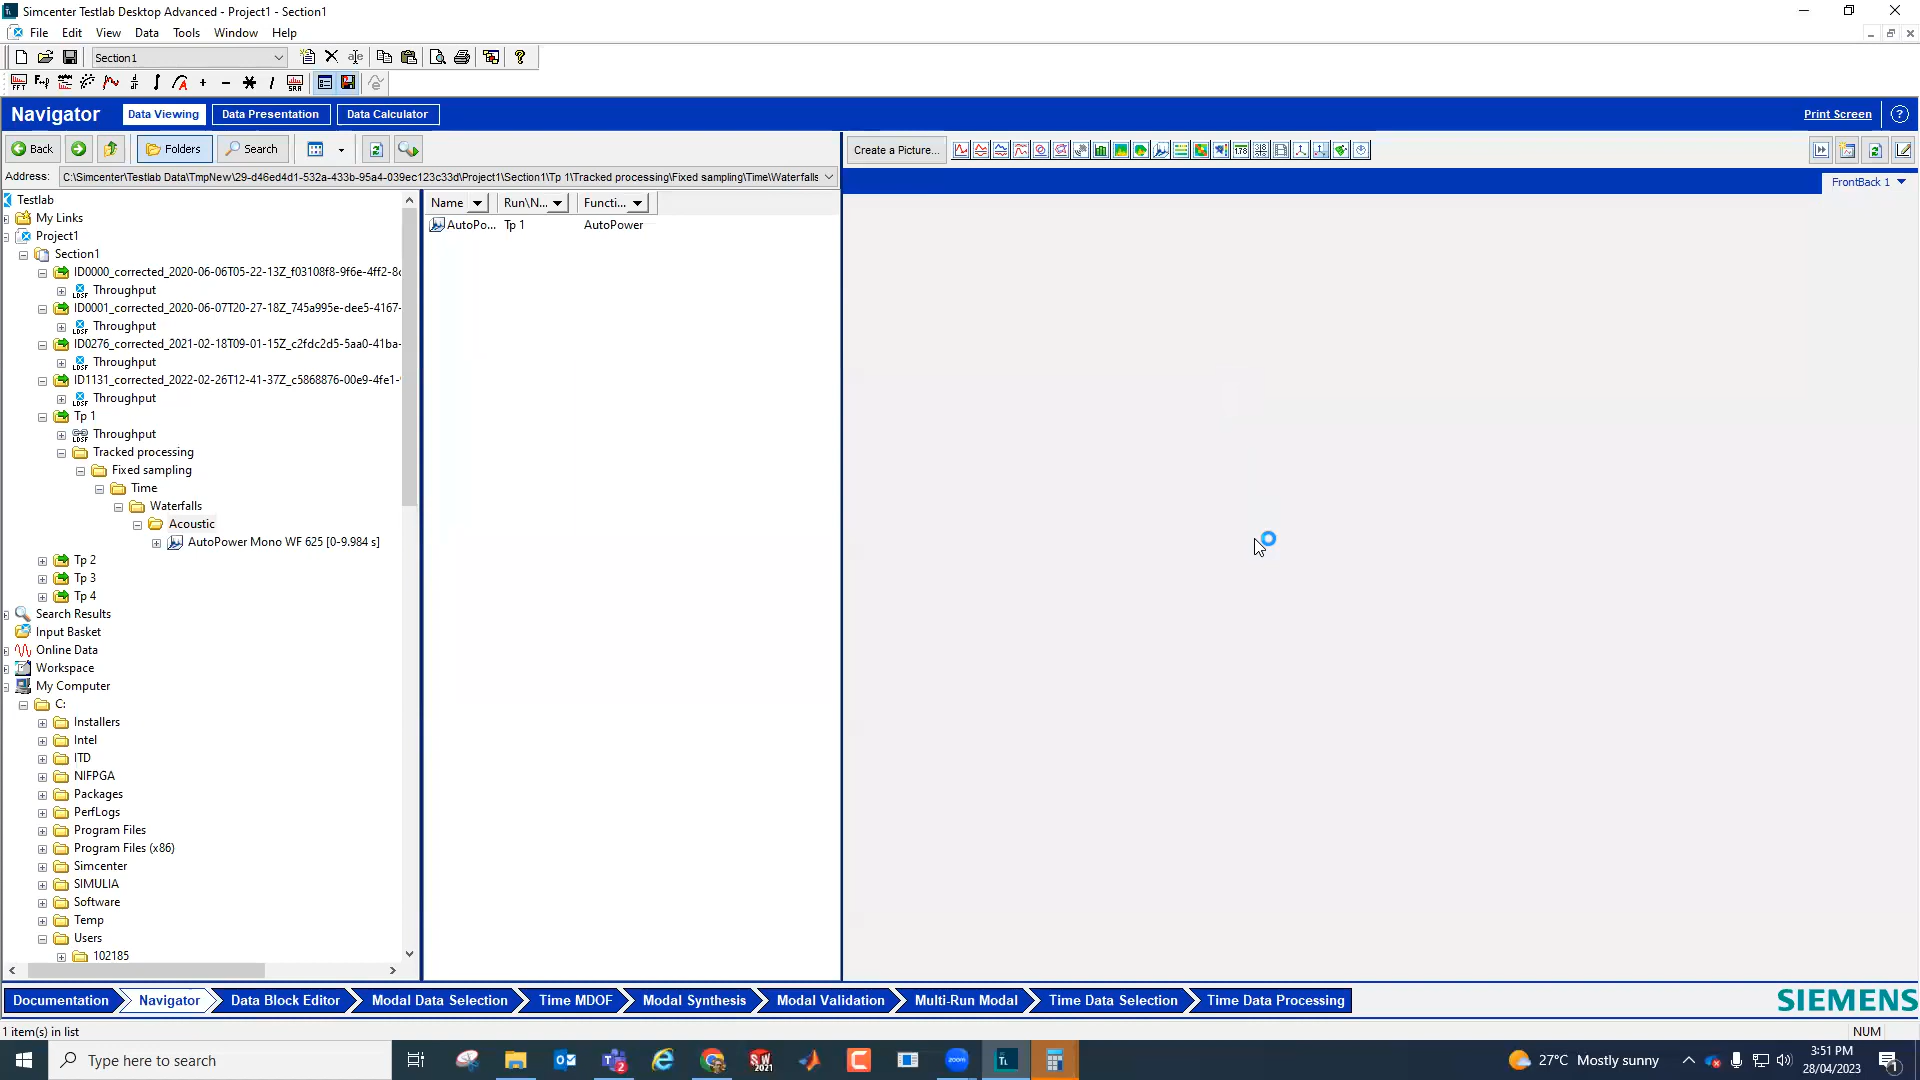 Simcenter Testlab Desktop Advanced - Project1 - Section1
File Edit View Data Tools Window Help
Section1
Navigator Data Viewing Data Presentation Data Calculator Print Screen
Back Folders Search Create a Picture...
Address: C:\Simcenter\Testlab Data\TmpNew\29-d46ed4d1-532a-433b-95a4-039ec123c33d\Project1\Section1\Tp 1\Tracked processing\Fixed sampling\Time\Waterfalls
FrontBack 1
Testlab
My Links
Project1
Section1
ID0000_corrected_2020-06-06T05-22-13Z_f03108f8-9f6e-4ff2-8c
Throughput
ID0001_corrected_2020-06-07T20-27-18Z_745a995e-dee5-4167-
Throughput
ID0276_corrected_2021-02-18T09-01-15Z_c2fdc2d5-5aa0-41ba-
Throughput
ID1131_corrected_2022-02-26T12-41-37Z_c5868876-00e9-4fe1-
Throughput
Tp 1
Throughput
Tracked processing
Fixed sampling
Time
Waterfalls
Acoustic
AutoPower Mono WF 625 [0-9.984 s]
Tp 2
Tp 3
Tp 4
Search Results
Input Basket
Online Data
Workspace
My Computer
C:
Installers
Intel
ITD
NIFPGA
Packages
PerfLogs
Program Files
Program Files (x86)
Simcenter
SIMULIA
Software
Temp
Users
102185
Name Run\N... Functi...
AutoPo... Tp 1 AutoPower
Documentation Navigator Data Block Editor Modal Data Selection Time MDOF Modal Synthesis Modal Validation Multi-Run Modal Time Data Selection Time Data Processing
SIEMENS
1 item(s) in list NUM
Type here to search
27°C Mostly sunny
3:51 PM
28/04/2023